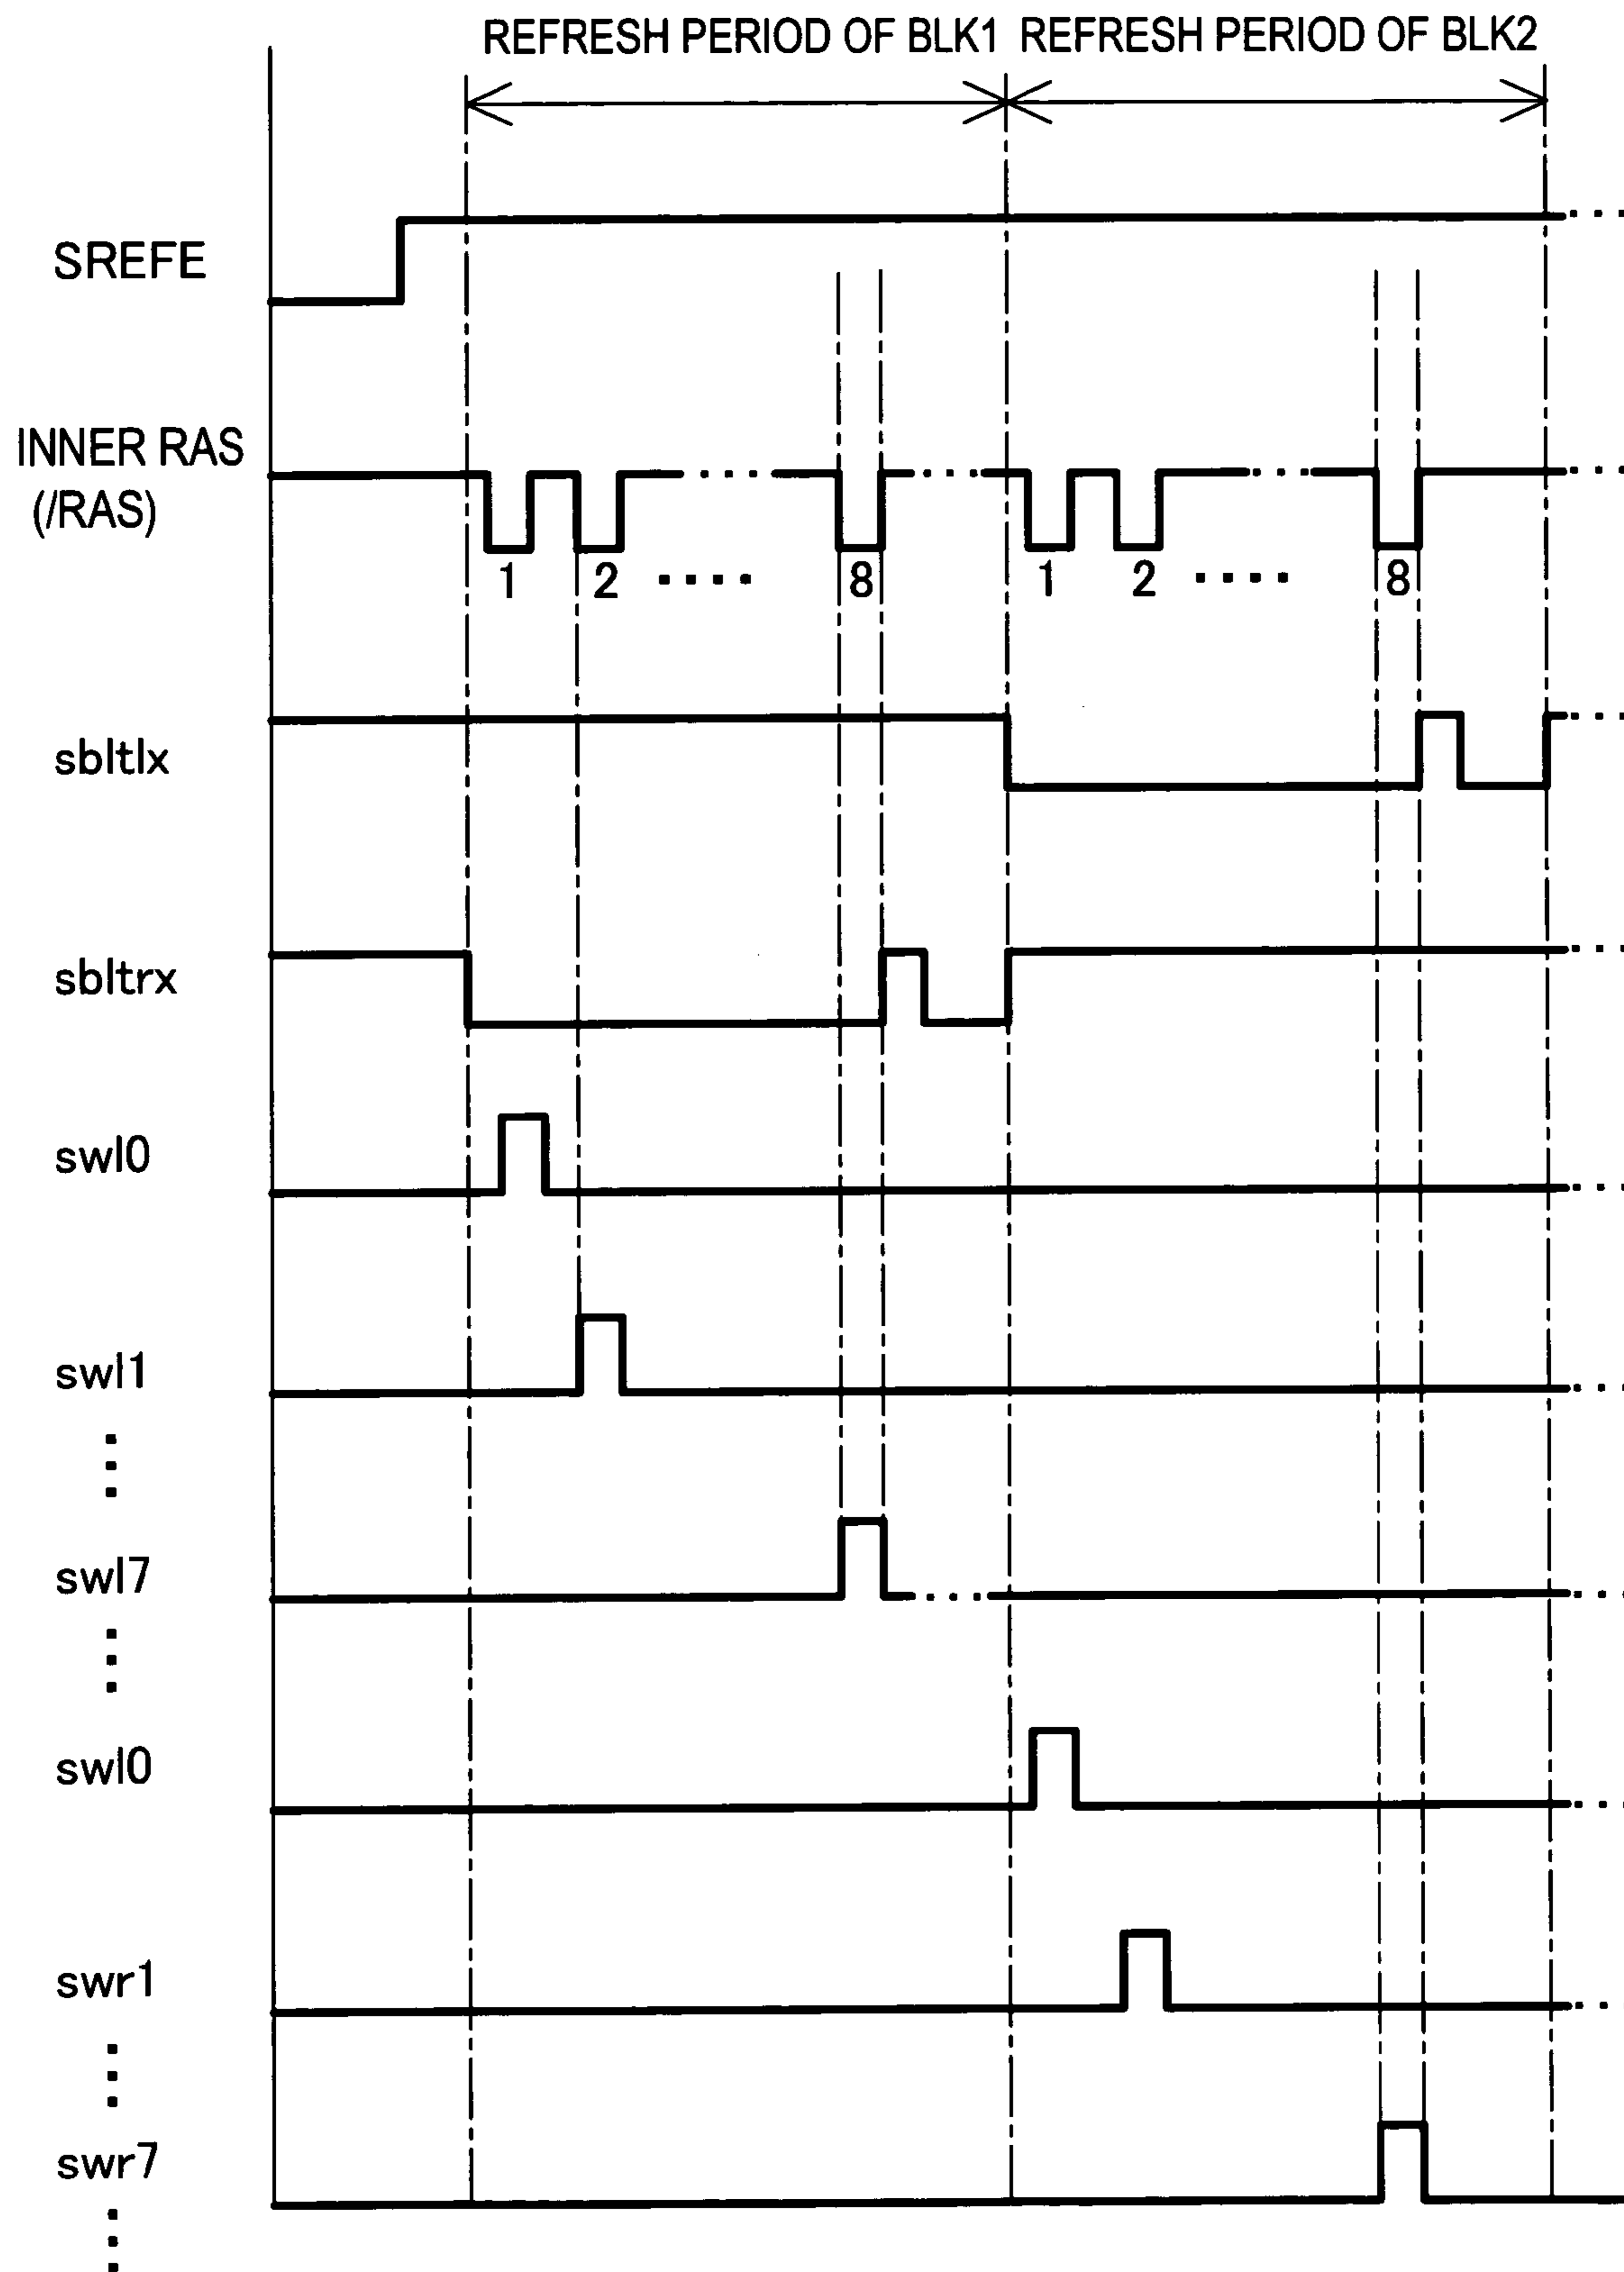 REFRESH PERIOD OF BLK1 REFRESH PERIOD OF BLK2
SREFE
INNER RAS
(/RAS)
1 2 ···· 8 1 2 ···· 8
sbltlx
sbltrx
swl0
swl1
swl7
swl0
swr1
swr7